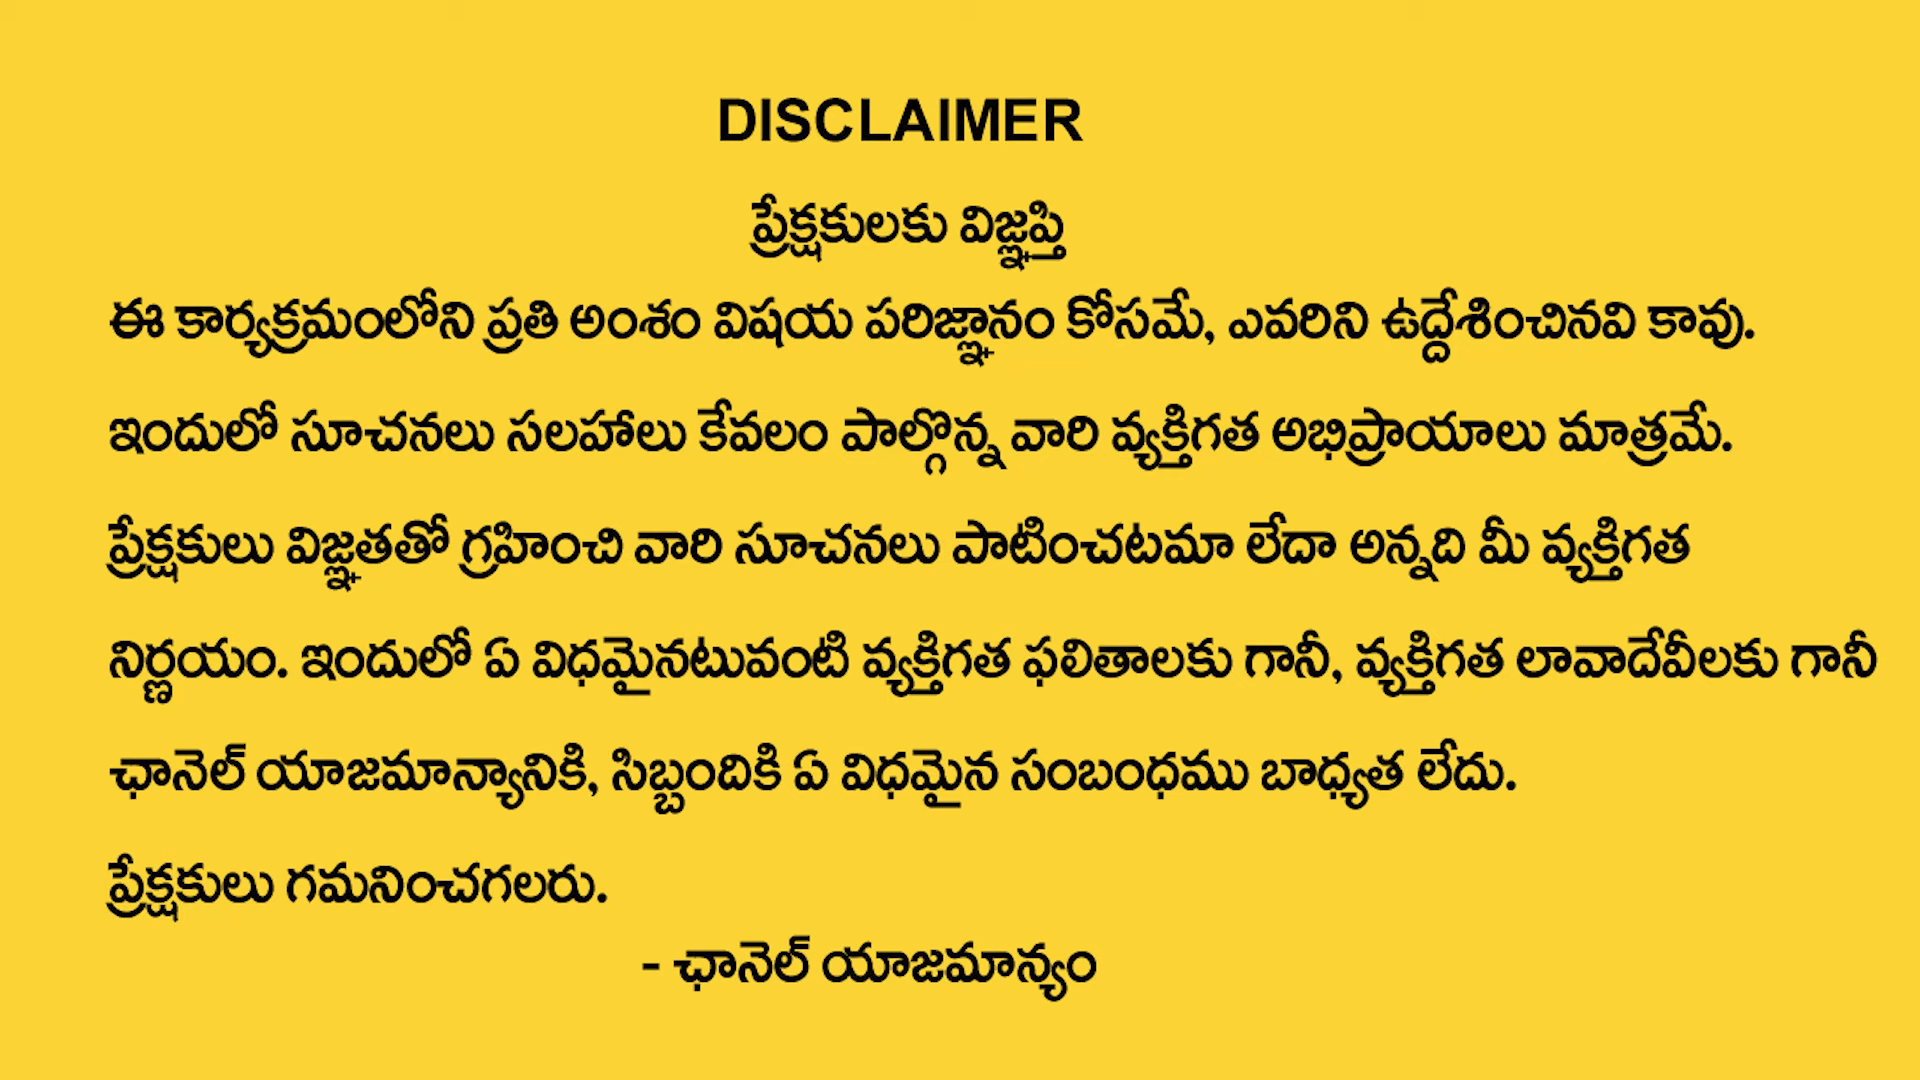 DISCLAIMER
ప్రేక్షకులకు విజ్ఞప్తి
ఈ కార్యక్రమంలోని ప్రతి అంశం విషయ పరిజ్ఞానం కోసమే, ఎవరిని ఉద్దేశించినవి కావు.
ఇందులో సూచనలు సలహాలు కేవలం పాల్గొన్న వారి వ్యక్తిగత అభిప్రాయాలు మాత్రమే.
ప్రేక్షకులు విజ్ఞతతో గ్రహించి వారి సూచనలు పాటించటమా లేదా అన్నది మీ వ్యక్తిగత
నిర్ణయం. ఇందులో ఏ విధమైనటువంటి వ్యక్తిగత ఫలితాలకు గానీ, వ్యక్తిగత లావాదేవీలకు గానీ
ఛానెల్ యాజమాన్యానికి, సిబ్బందికి ఏ విధమైన సంబంధము బాధ్యత లేదు.
ప్రేక్షకులు గమనించగలరు.
- ఛానెల్ యాజమాన్యం